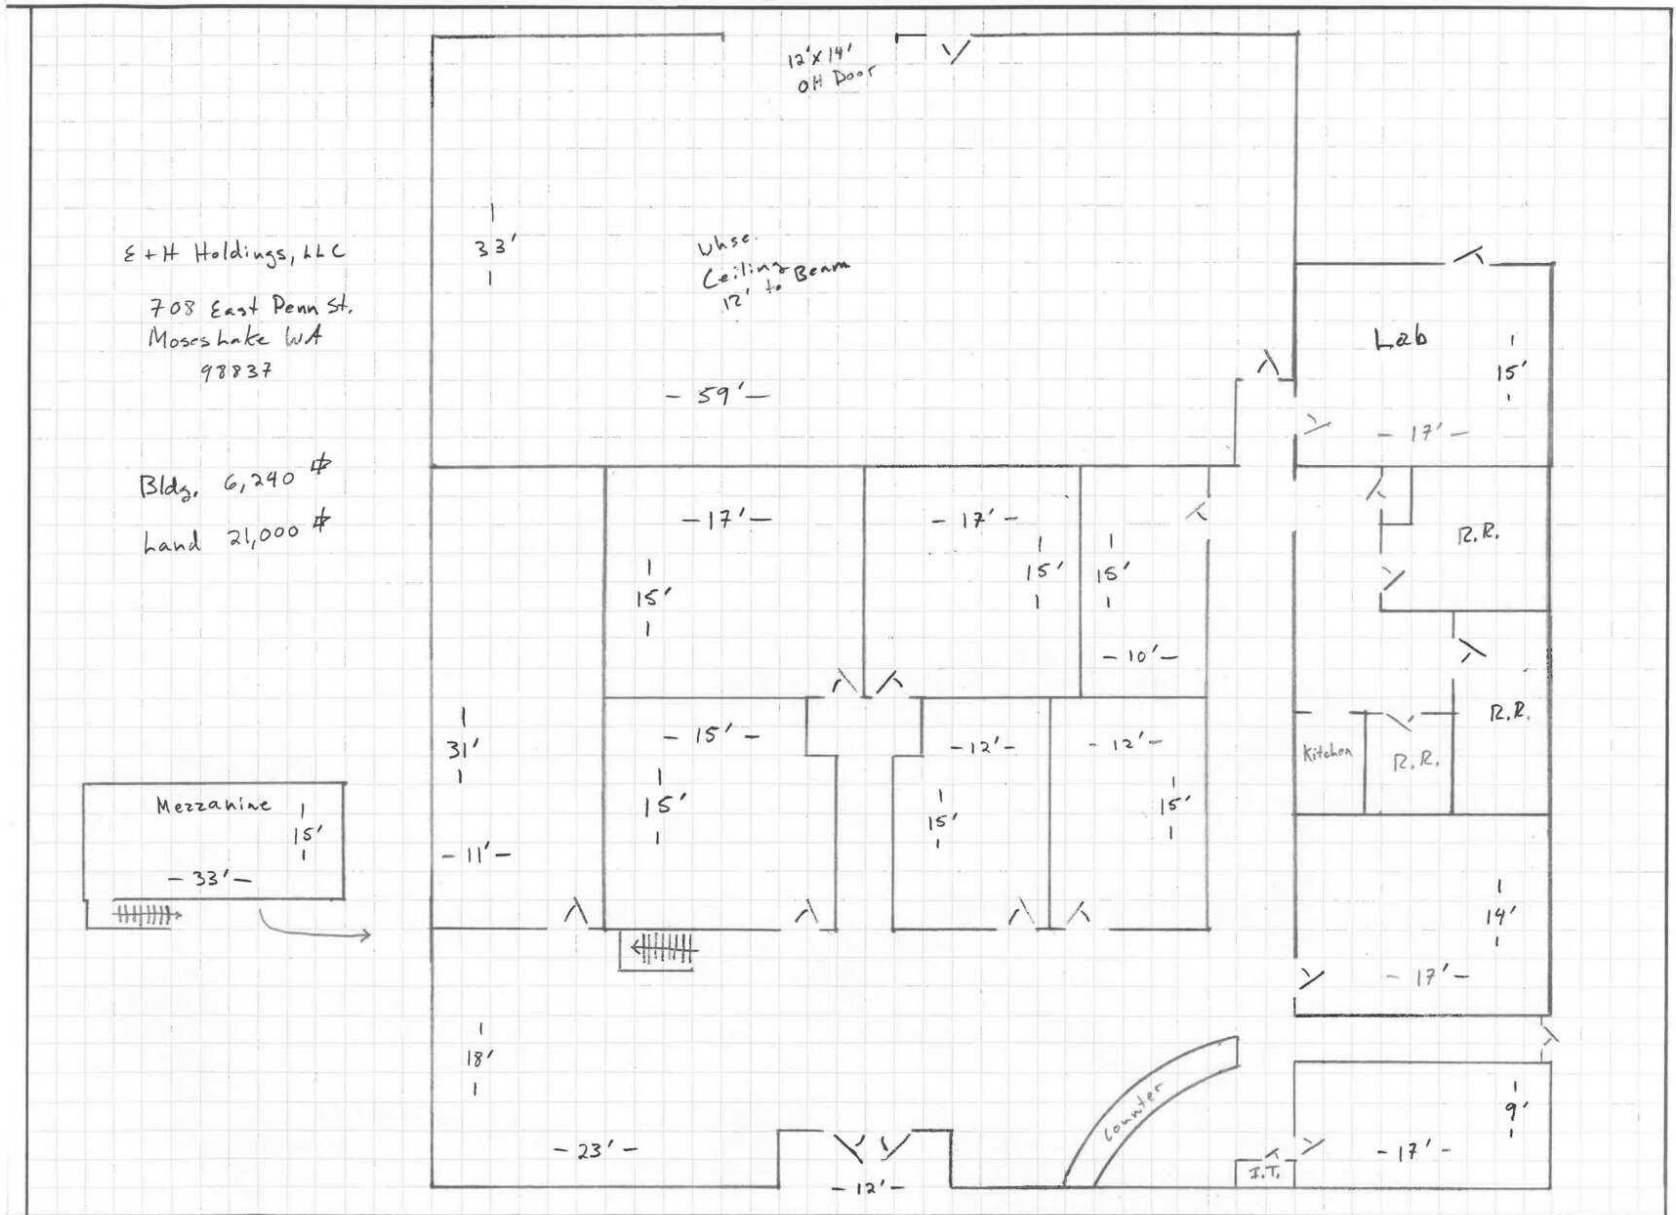 12'x14'
OH Door
E+H Holdings, LLC
708 East Penn St.
Moses Lake WA
98837
Bldg. 6,240 ⏍
Land 21,000 ⏍
33'
Whse.
Ceiling
12' to Beam
- 59' -
Lab
15'
- 17' -
- 17' -
15'
- 17' -
15'
15'
- 10' -
R.R.
R.R.
Kitchen
R.R.
31'
- 11' -
- 15' -
15'
- 12' -
15'
- 12' -
15'
Mezzanine
15'
- 33' -
14'
- 17' -
18'
- 23' -
- 12' -
Counter
I.T.
9'
- 17' -